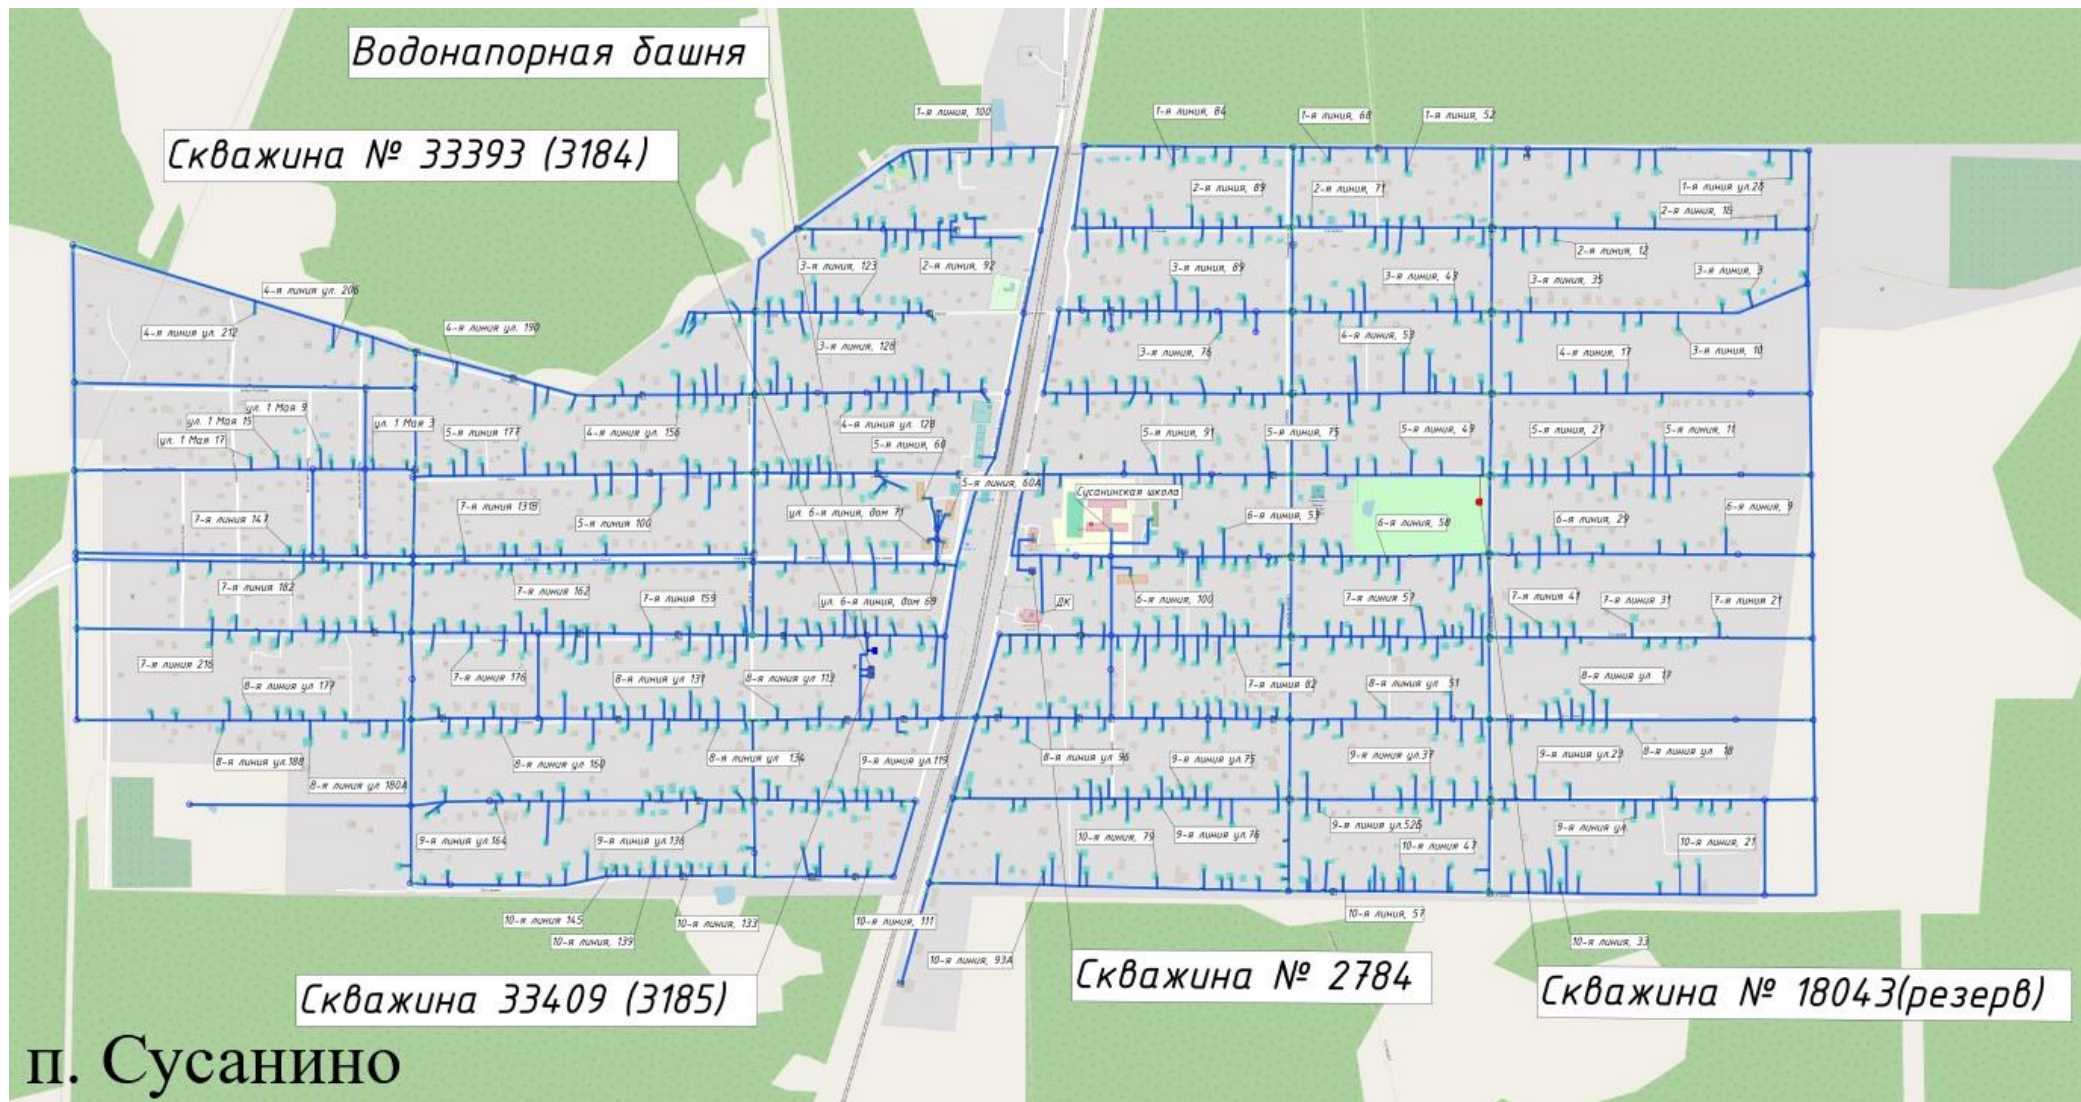 Водонапорная башня
1-я линия, 100
1-я линия, 84
1-я линия, 68
1-я линия, 52
Скважина № 33393 (3184)
2-я линия, 89
2-я линия, 71
1-я линия ул.20
2-я линия, 16
2-я линия, 12
3-я линия, 123
2-я линия, 92
3-я линия, 89
3-я линия, 43
3-я линия, 35
3-я линия, 3
4-я линия ул. 206
4-я линия ул. 212
4-я линия ул. 190
3-я линия, 128
3-я линия, 76
4-я линия, 53
4-я линия, 17
3-я линия, 10
ул. 1 Мая 9
ул. 1 Мая 15
ул. 1 Мая 3
ул. 1 Мая 17
5-я линия 177
4-я линия ул. 156
4-я линия ул. 128
5-я линия, 60
5-я линия, 91
5-я линия, 75
5-я линия, 49
5-я линия, 27
5-я линия, 11
5-я линия, 60А
Сусанинская школа
7-я линия 147
7-я линия 131В
5-я линия 100
ул. 6-я линия, дом 71
6-я линия, 53
6-я линия, 58
6-я линия, 29
6-я линия, 9
7-я линия 182
7-я линия 162
7-я линия 159
ул. 6-я линия, дом 69
ДК
6-я линия, 100
7-я линия 57
7-я линия 41
7-я линия 31
7-я линия 21
7-я линия 216
8-я линия ул 177
7-я линия 176
8-я линия ул 131
8-я линия ул 113
7-я линия 82
8-я линия ул 51
8-я линия ул 17
8-я линия ул.188
8-я линия ул 180А
8-я линия ул 160
8-я линия ул 134
9-я линия ул.119
8-я линия ул 96
9-я линия ул.75
9-я линия ул.37
9-я линия ул.23
8-я линия ул 18
9-я линия ул.164
9-я линия ул.136
10-я линия, 79
9-я линия ул.76
9-я линия ул.52Б
10-я линия 47
9-я линия ул.
10-я линия, 21
10-я линия 145
10-я линия, 139
10-я линия, 133
10-я линия, 111
10-я линия, 93А
10-я линия, 57
10-я линия, 33
Скважина 33409 (3185)
Скважина № 2784
Скважина № 18043(резерв)
п. Сусанино